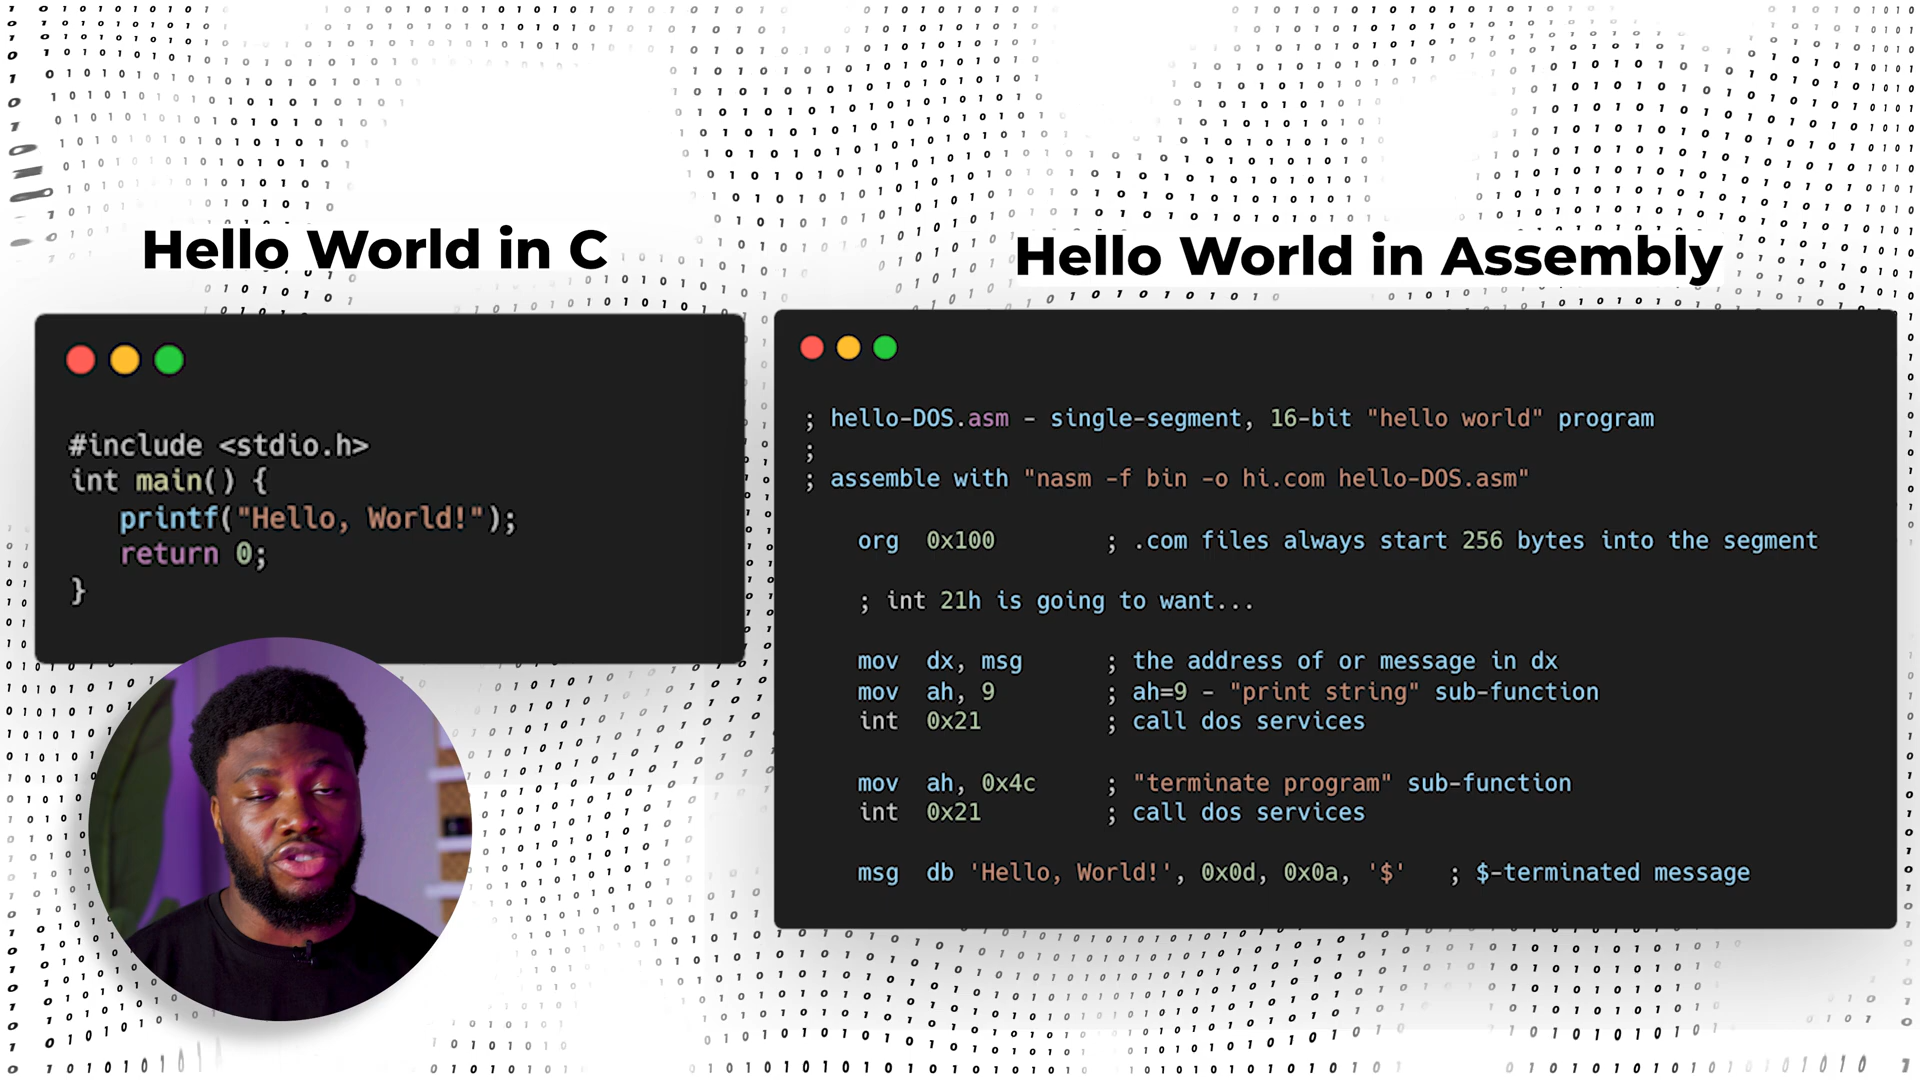 Hello World in C
#include <stdio.h>
int main() {
printf("Hello, World!");
return 0;
}
Hello World in Assembly
; hello-DOS.asm - single-segment, 16-bit "hello world" program
;
; assemble with "nasm -f bin -o hi.com hello-DOS.asm"
org 0x100 ; .com files always start 256 bytes into the segment
; int 21h is going to want...
mov dx, msg ; the address of or message in dx
mov ah, 9 ; ah=9 - "print string" sub-function
int 0x21 ; call dos services
mov ah, 0x4c ; "terminate program" sub-function
int 0x21 ; call dos services
msg db 'Hello, World!', 0x0d, 0x0a, '$' ; $-terminated message